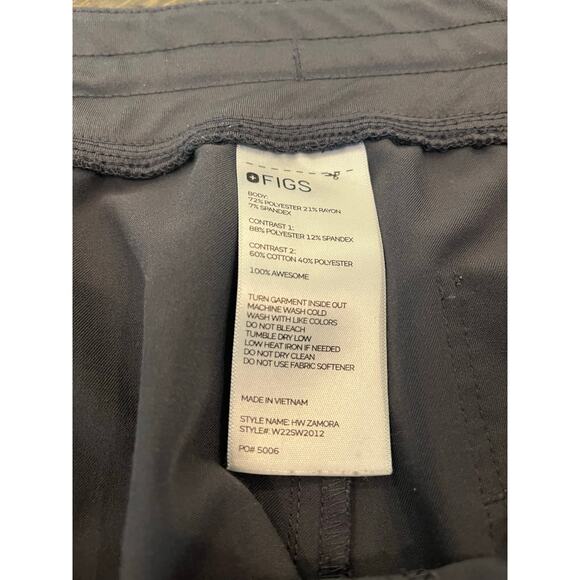 FIGS
BODY:
72% POLYESTER 21% RAYON
7% SPANDEX
CONTRAST 1:
88% POLYESTER 12% SPANDEX
CONTRAST 2:
60% COTTON 40% POLYESTER
100% AWESOME
TURN GARMENT INSIDE OUT
MACHINE WASH COLD
WASH WITH LIKE COLORS
DO NOT BLEACH
TUMBLE DRY LOW
LOW HEAT IRON IF NEEDED
DO NOT DRY CLEAN
DO NOT USE FABRIC SOFTENER
MADE IN VIETNAM
STYLE NAME: HW ZAMORA
STYLE#: W22SW2012
PO# 5006